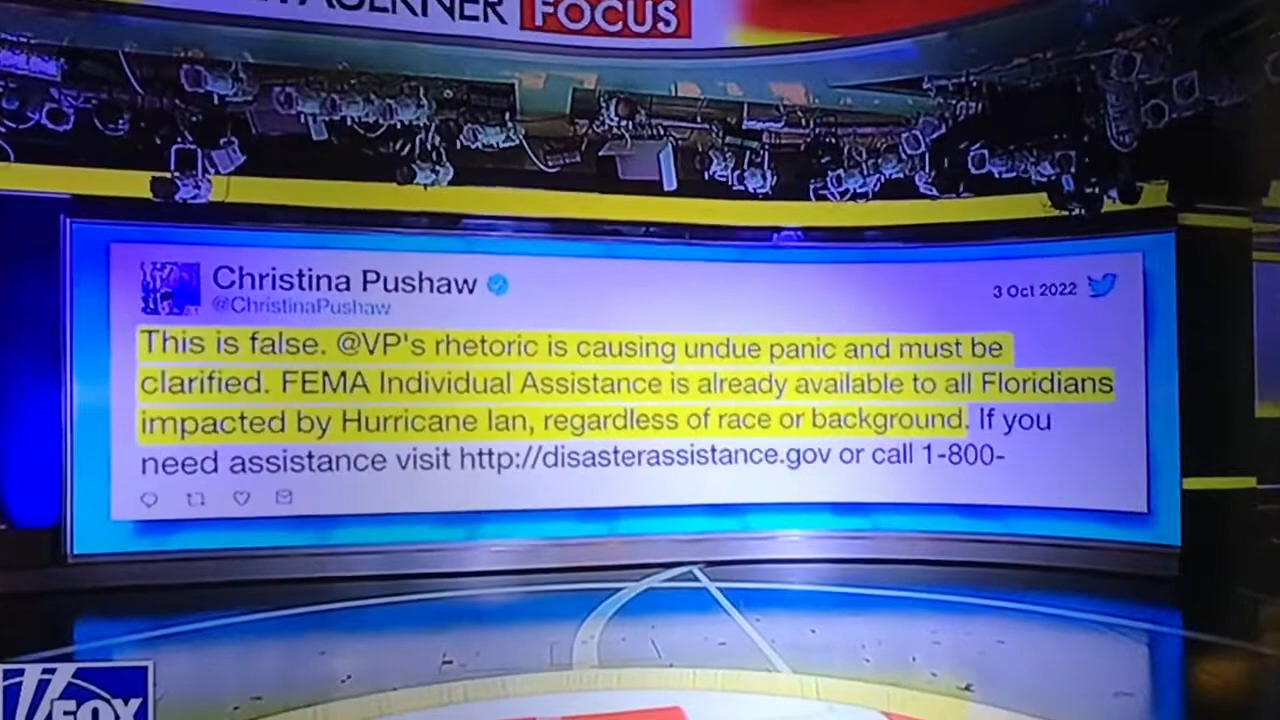 FAULKNER FOCUS
Christina Pushaw
@ChristinaPushaw
3 Oct 2022
This is false. @VP's rhetoric is causing undue panic and must be
clarified. FEMA Individual Assistance is already available to all Floridians
impacted by Hurricane Ian, regardless of race or background. If you
need assistance visit http://disasterassistance.gov or call 1-800-
FOX